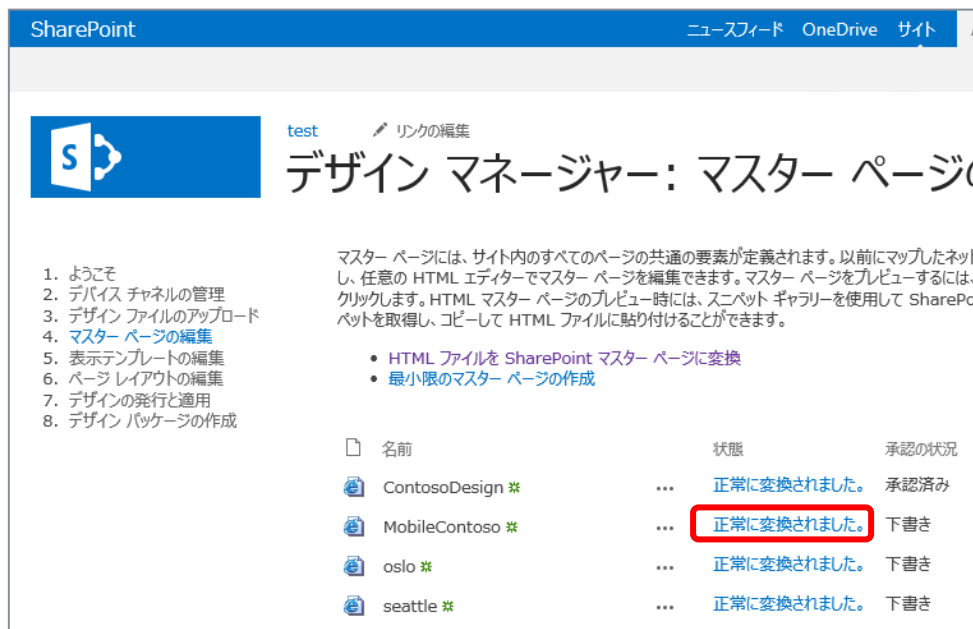 SharePoint ニュースフィード OneDrive サイト
test リンクの編集
デザイン マネージャー: マスター ページの
マスター ページには、サイト内のすべてのページの共通の要素が定義されます。以前にマップしたネット
し、任意の HTML エディターでマスター ページを編集できます。マスター ページをプレビューするには、
クリックします。HTML マスター ページのプレビュー時には、スニペット ギャラリーを使用して SharePo
ペットを取得し、コピーして HTML ファイルに貼り付けることができます。
1. ようこそ
2. デバイス チャネルの管理
3. デザイン ファイルのアップロード
4. マスター ページの編集
5. 表示テンプレートの編集
6. ページ レイアウトの編集
7. デザインの発行と適用
8. デザイン パッケージの作成
• HTML ファイルを SharePoint マスター ページに変換
• 最小限のマスター ページの作成
名前 状態 承認の状況
ContosoDesign ... 正常に変換されました。 承認済み
MobileContoso ... 正常に変換されました。 下書き
oslo ... 正常に変換されました。 下書き
seattle ... 正常に変換されました。 下書き